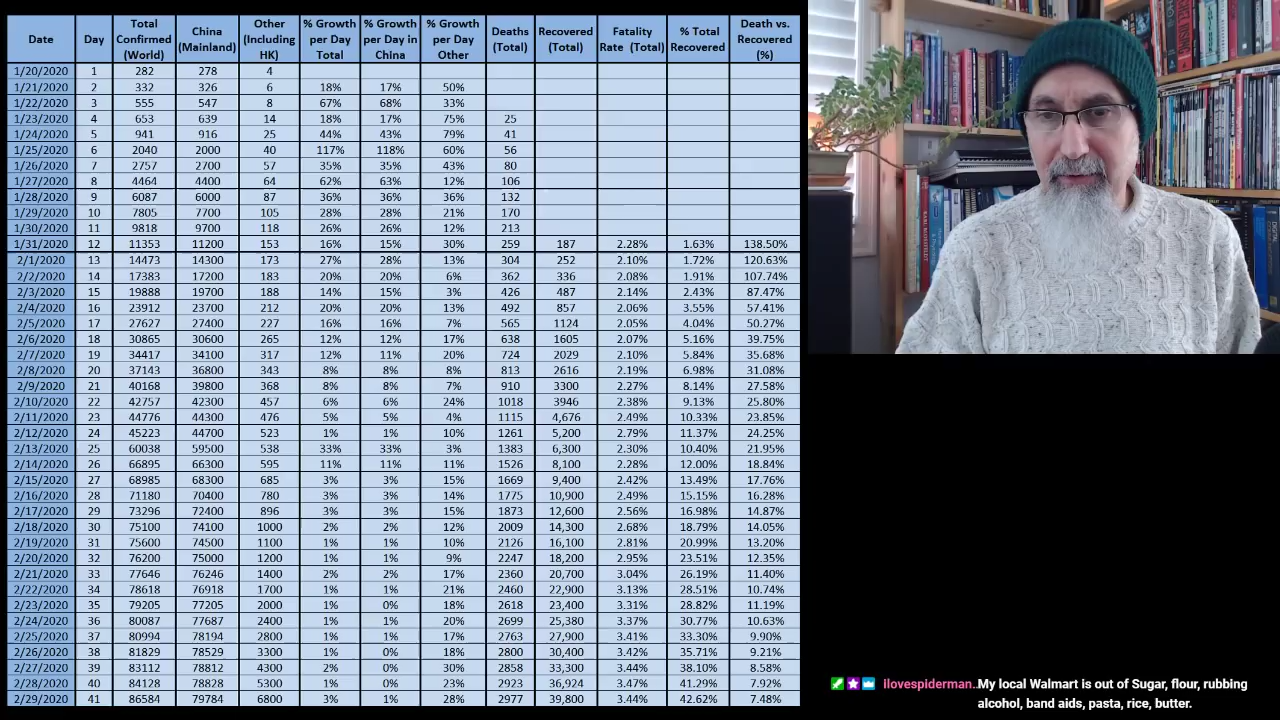 Date Day Total Confirmed (World) China (Mainland) Other (Including HK) % Growth per Day Total % Growth per Day in China % Growth per Day Other Deaths (Total) Recovered (Total) Fatality Rate (Total) % Total Recovered Death vs. Recovered (%)
1/20/2020 1 282 278 4
1/21/2020 2 332 326 6 18% 17% 50%
1/22/2020 3 555 547 8 67% 68% 33%
1/23/2020 4 653 639 14 18% 17% 75% 25
1/24/2020 5 941 916 25 44% 43% 79% 41
1/25/2020 6 2040 2000 40 117% 118% 60% 56
1/26/2020 7 2757 2700 57 35% 35% 43% 80
1/27/2020 8 4464 4400 64 62% 63% 12% 106
1/28/2020 9 6087 6000 87 36% 36% 36% 132
1/29/2020 10 7805 7700 105 28% 28% 21% 170
1/30/2020 11 9818 9700 118 26% 26% 12% 213
1/31/2020 12 11353 11200 153 16% 15% 30% 259 187 2.28% 1.63% 138.50%
2/1/2020 13 14473 14300 173 27% 28% 13% 304 252 2.10% 1.72% 120.63%
2/2/2020 14 17383 17200 183 20% 20% 6% 362 336 2.08% 1.91% 107.74%
2/3/2020 15 19888 19700 188 14% 15% 3% 426 487 2.14% 2.43% 87.47%
2/4/2020 16 23912 23700 212 20% 20% 13% 492 857 2.06% 3.55% 57.41%
2/5/2020 17 27627 27400 227 16% 16% 7% 565 1124 2.05% 4.04% 50.27%
2/6/2020 18 30865 30600 265 12% 12% 17% 638 1605 2.07% 5.16% 39.75%
2/7/2020 19 34417 34100 317 12% 11% 20% 724 2029 2.10% 5.84% 35.68%
2/8/2020 20 37143 36800 343 8% 8% 8% 813 2616 2.19% 6.98% 31.08%
2/9/2020 21 40168 39800 368 8% 8% 7% 910 3300 2.27% 8.14% 27.58%
2/10/2020 22 42757 42300 457 6% 6% 24% 1018 3946 2.38% 9.13% 25.80%
2/11/2020 23 44776 44300 476 5% 5% 4% 1115 4,676 2.49% 10.33% 23.85%
2/12/2020 24 45223 44700 523 1% 1% 10% 1261 5,200 2.79% 11.37% 24.25%
2/13/2020 25 60038 59500 538 33% 33% 3% 1383 6,300 2.30% 10.40% 21.95%
2/14/2020 26 66895 66300 595 11% 11% 11% 1526 8,100 2.28% 12.00% 18.84%
2/15/2020 27 68985 68300 685 3% 3% 15% 1669 9,400 2.42% 13.49% 17.76%
2/16/2020 28 71180 70400 780 3% 3% 14% 1775 10,900 2.49% 15.15% 16.28%
2/17/2020 29 73296 72400 896 3% 3% 15% 1873 12,600 2.56% 16.98% 14.87%
2/18/2020 30 75100 74100 1000 2% 2% 12% 2009 14,300 2.68% 18.79% 14.05%
2/19/2020 31 75600 74500 1100 1% 1% 10% 2126 16,100 2.81% 20.99% 13.20%
2/20/2020 32 76200 75000 1200 1% 1% 9% 2247 18,200 2.95% 23.51% 12.35%
2/21/2020 33 77646 76246 1400 2% 2% 17% 2360 20,700 3.04% 26.19% 11.40%
2/22/2020 34 78618 76918 1700 1% 1% 21% 2460 22,900 3.13% 28.51% 10.74%
2/23/2020 35 79205 77205 2000 1% 0% 18% 2618 23,400 3.31% 28.82% 11.19%
2/24/2020 36 80087 77687 2400 1% 1% 20% 2699 25,380 3.37% 30.77% 10.63%
2/25/2020 37 80994 78194 2800 1% 1% 17% 2763 27,900 3.41% 33.30% 9.90%
2/26/2020 38 81829 78529 3300 1% 0% 18% 2800 30,400 3.42% 35.71% 9.21%
2/27/2020 39 83112 78812 4300 2% 0% 30% 2858 33,300 3.44% 38.10% 8.58%
2/28/2020 40 84128 78828 5300 1% 0% 23% 2923 36,924 3.47% 41.29% 7.92%
2/29/2020 41 86584 79784 6800 3% 1% 28% 2977 39,800 3.44% 42.62% 7.48%
Ilovespiderman..My local Walmart is out of Sugar, flour, rubbing
alcohol, band aids, pasta, rice, butter.